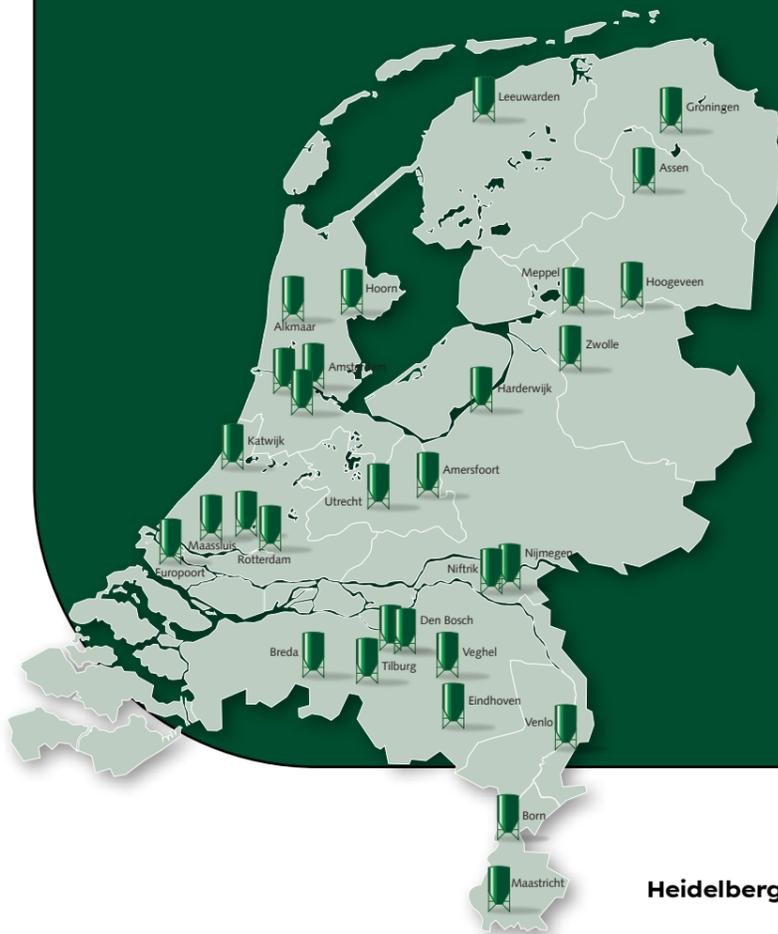 Leeuwarden
Groningen
Assen
Meppel
Hoogeveen
Hoorn
Alkmaar
Zwolle
Amsterdam
Harderwijk
Katwijk
Amersfoort
Utrecht
Maassluis
Rotterdam
Europoort
Nijmegen
Niftrik
Den Bosch
Breda
Tilburg
Veghel
Eindhoven
Venlo
Born
Maastricht
Heidelberg